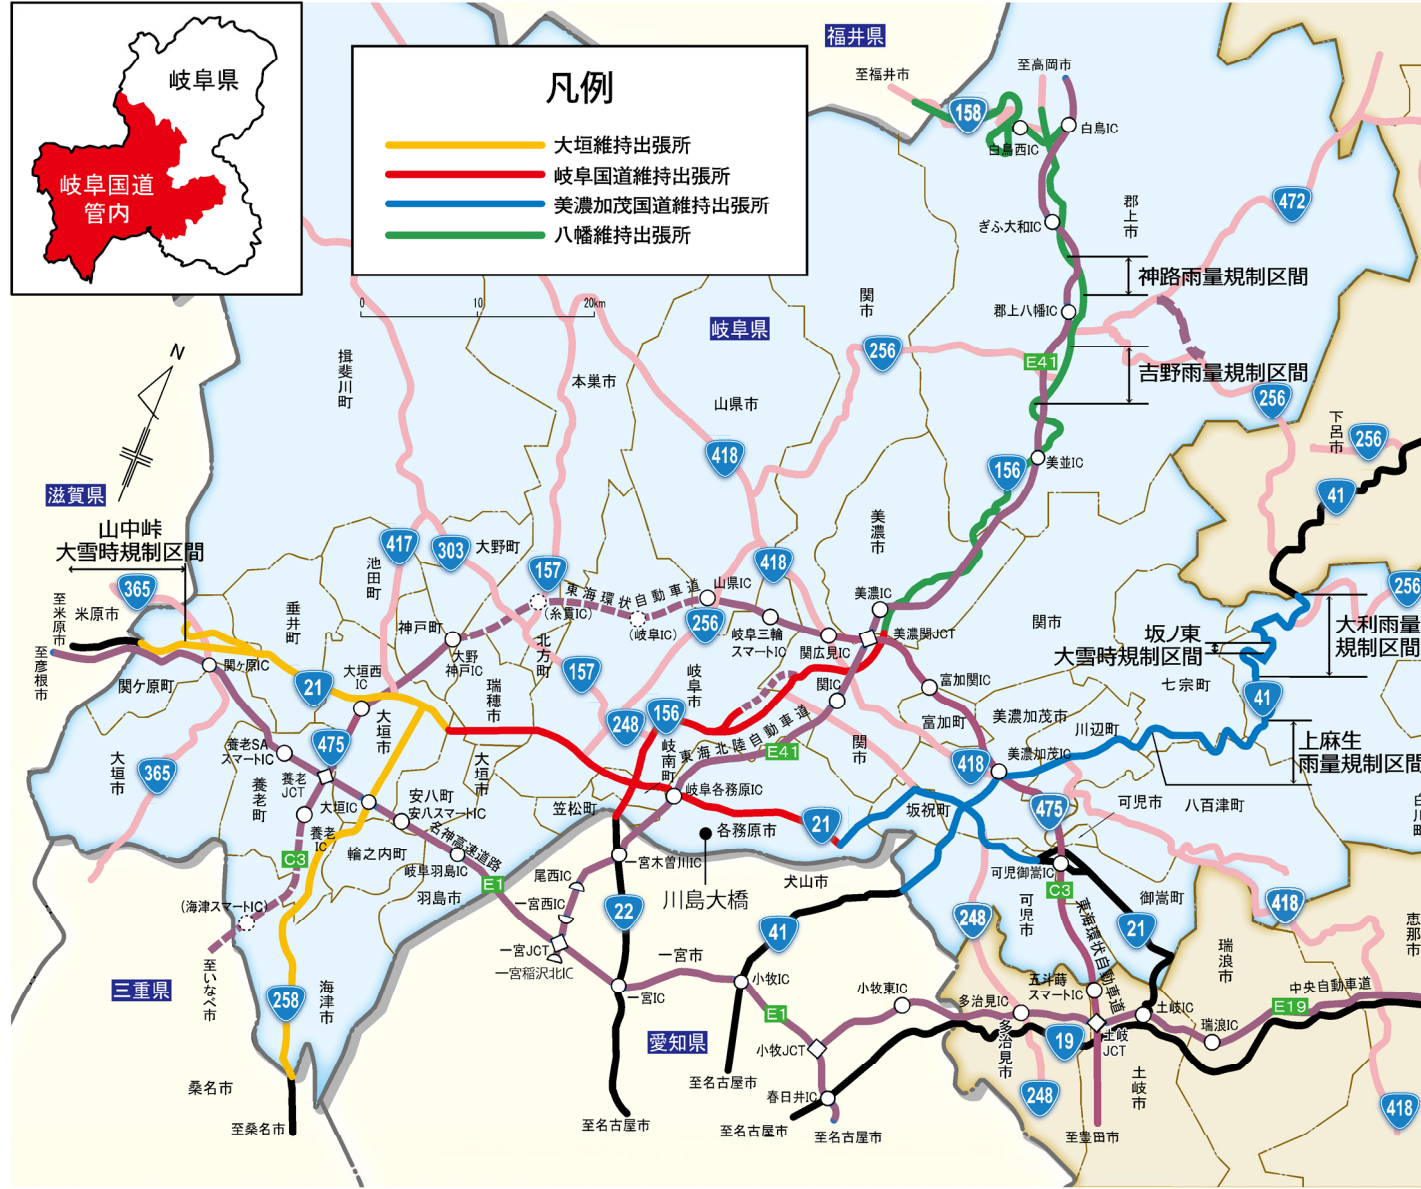 岐阜県
岐阜国道
管内
凡例
大垣維持出張所
岐阜国道維持出張所
美濃加茂国道維持出張所
八幡維持出張所
0
10
20km
N
福井県
至福井市
至高岡市
158
白鳥西IC
白鳥IC
ぎふ大和IC
郡上市
472
神路雨量規制区間
郡上八幡IC
関市
岐阜県
256
E41
吉野雨量規制区間
256
揖斐川町
本巣市
山県市
418
156
美並IC
下呂市
256
41
滋賀県
山中峠
大雪時規制区間
365
至米原市
米原市
至彦根市
417
303
大野町
池田町
垂井町
157
東海環状自動車道
山県IC
418
美濃市
美濃IC
神戸町
(糸貫IC)
(岐阜IC)
256
岐阜三輪
スマートIC
関広見IC
美濃関JCT
関市
坂ノ東
大雪時規制区間
大利雨量
規制区間
256
七宗町
41
関ヶ原町
関ヶ原IC
21
大垣西
IC
大野
神戸IC
北方町
157
瑞穂市
岐阜市
関IC
富加関IC
富加町
美濃加茂市
川辺町
上麻生
雨量規制区間
大垣市
365
養老SA
スマートIC
475
大垣市
養老
JCT
養老町
大垣市
248
156
岐南町
東海北陸自動車道
E41
関市
418
美濃加茂IC
475
可児市
八百津町
白川町
大垣IC
安八町
安八スマートIC
笠松町
岐阜各務原IC
各務原市
21
坂祝町
養老
IC
C3
輪之内町
名神高速道路
岐阜羽島IC
羽島市
E1
一宮木曽川IC
川島大橋
犬山市
可児御嵩IC
C3
御嵩町
(海津スマートIC)
至いなべ市
尾西IC
一宮西IC
22
41
一宮JCT
一宮稲沢北IC
一宮市
248
可児市
東海環状自動車道
21
瑞浪市
418
恵那市
三重県
258
海津市
一宮IC
小牧IC
E1
小牧東IC
多治見IC
五斗蒔
スマートIC
土岐IC
瑞浪IC
中央自動車道
E19
愛知県
小牧JCT
多治見市
19
土岐
JCT
土岐市
桑名市
至桑名市
至名古屋市
至名古屋市
春日井IC
至名古屋市
至名古屋市
248
至豊田市
418